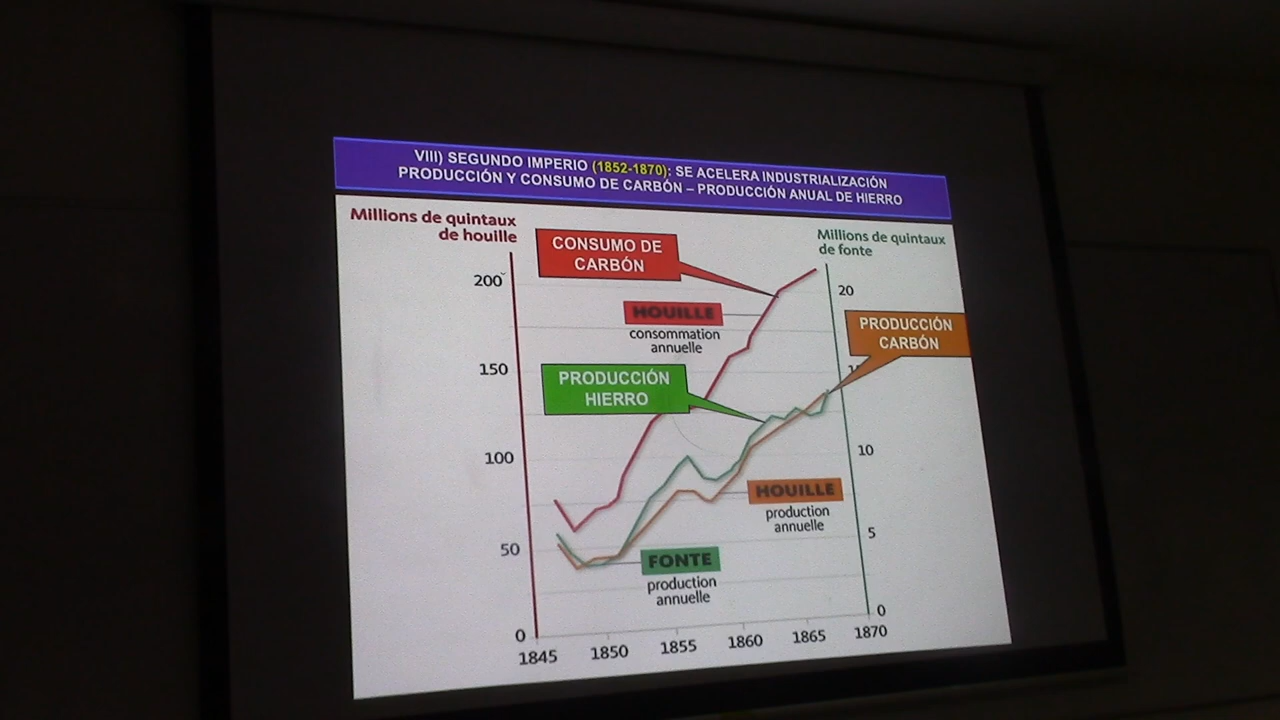 VIII) SEGUNDO IMPERIO (1852-1870): SE ACELERA INDUSTRIALIZACIÓN
PRODUCCIÓN Y CONSUMO DE CARBÓN – PRODUCCIÓN ANUAL DE HIERRO
Millions de quintaux
de houille
Millions de quintaux
de fonte
CONSUMO DE
CARBÓN
200
20
HOUILLE
consommation
annuelle
PRODUCCIÓN
CARBÓN
150
PRODUCCIÓN
HIERRO
100
10
HOUILLE
production
annuelle
50
5
FONTE
production
annuelle
0
0
1845
1850
1855
1860
1865
1870